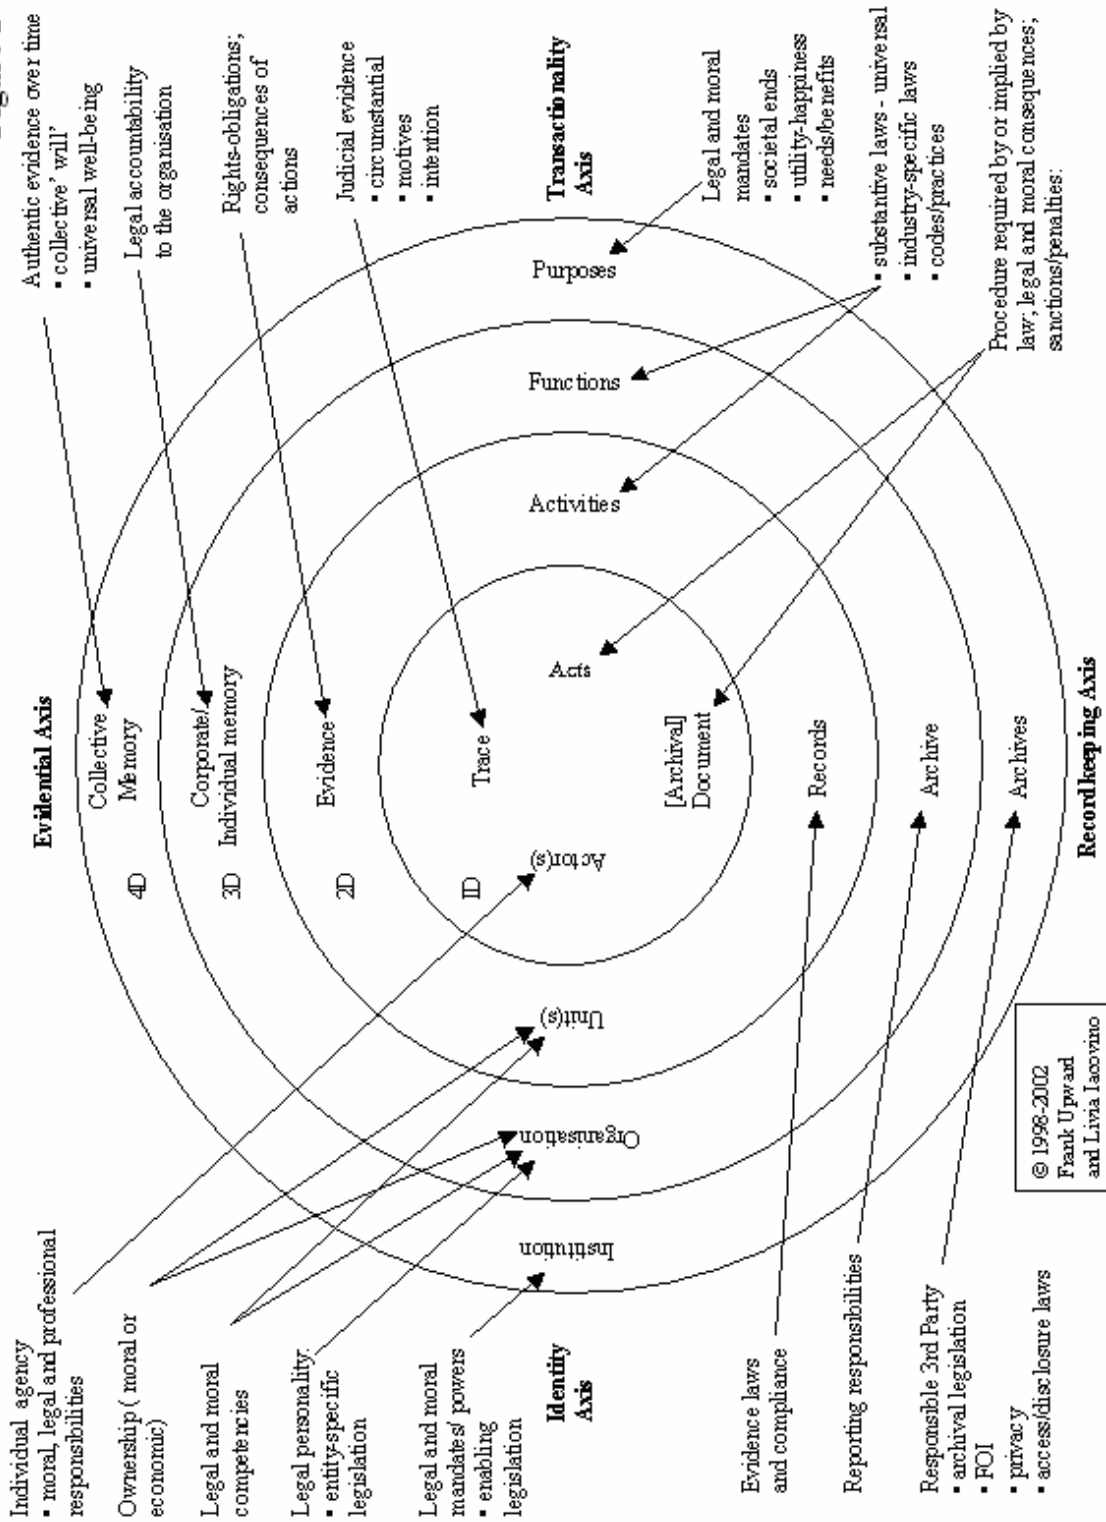 Authentic evidence over time
▪ collective’ will’
▪ universal well-being
Legal accountability
to the organisation
Rights-obligations;
consequences of
actions
Judicial evidence
▪ circumstantial
▪ motives
▪ intention
Transactionality
Axis
Legal and moral
mandates
▪ societal ends
▪ utility-happiness
▪ needs/benefits
▪ substantive laws - universal
▪ industry-specific laws
▪ codes/practices
Procedure required by or implied by
law; legal and moral consequences;
sanctions/penalties:
Purposes
Functions
Activities
Acts
Evidential Axis
Collective
Memory
Corporate/
Individual memory
Evidence
Trace
[Archival]
Document
Records
Archive
Archives
Recordkeeping Axis
4D
3D
2D
1D
Actor(s)
Unit(s)
Organisation
Institution
Identity
Axis
Individual agency
▪ moral, legal and professional
responsibilities
Ownership ( moral or
economic)
Legal and moral
competencies
Legal personality:
▪ entity-specific
legislation
Legal and moral
mandates/ powers
▪ enabling
legislation
Evidence laws
and compliance
Reporting responsibilities
Responsible 3rd Party
▪ archival legislation
▪ FOI
▪ privacy
▪ access/disclosure laws
© 1998-2002
Frank Upward
and Livia Iacovino